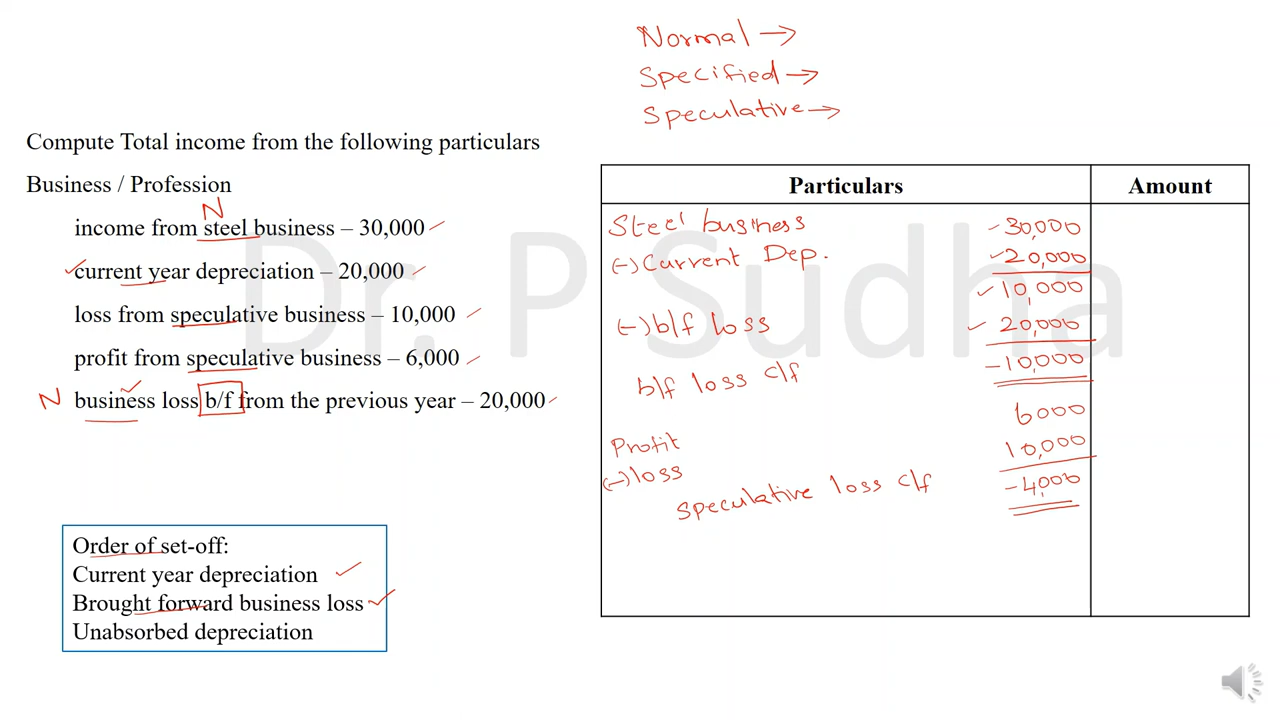 Normal →
Specified →
Speculative →
Compute Total income from the following particulars
Business / Profession
N
income from steel business – 30,000
current year depreciation – 20,000
loss from speculative business – 10,000
profit from speculative business – 6,000
N business loss b/f from the previous year – 20,000
Order of set-off:
Current year depreciation
Brought forward business loss
Unabsorbed depreciation
Particulars Amount
Steel business - 30,000
(-) Current Dep. 20,000
10,000
(-) b/f loss 20,000
b/f loss c/f -10,000
Profit 6000
(-) loss 10,000
speculative loss c/f -4,000
Dr. P Sudha